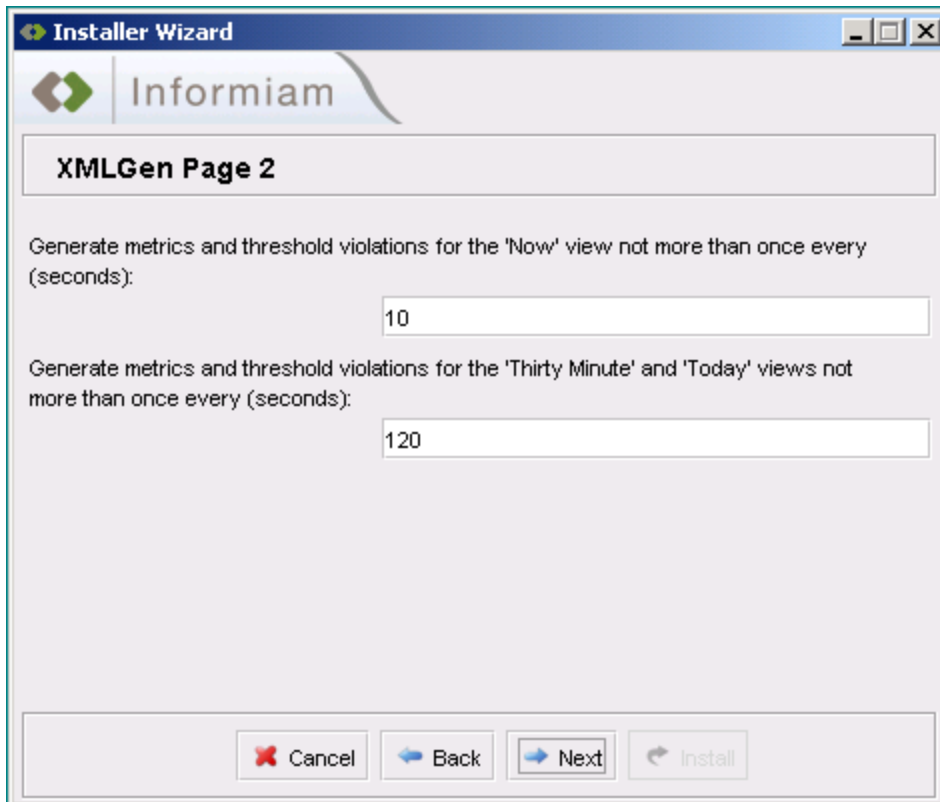 Installer Wizard
Informiam
XMLGen Page 2
Generate metrics and threshold violations for the 'Now' view not more than once every
(seconds):
10
Generate metrics and threshold violations for the 'Thirty Minute' and 'Today' views not
more than once every (seconds):
120
Cancel Back Next Install